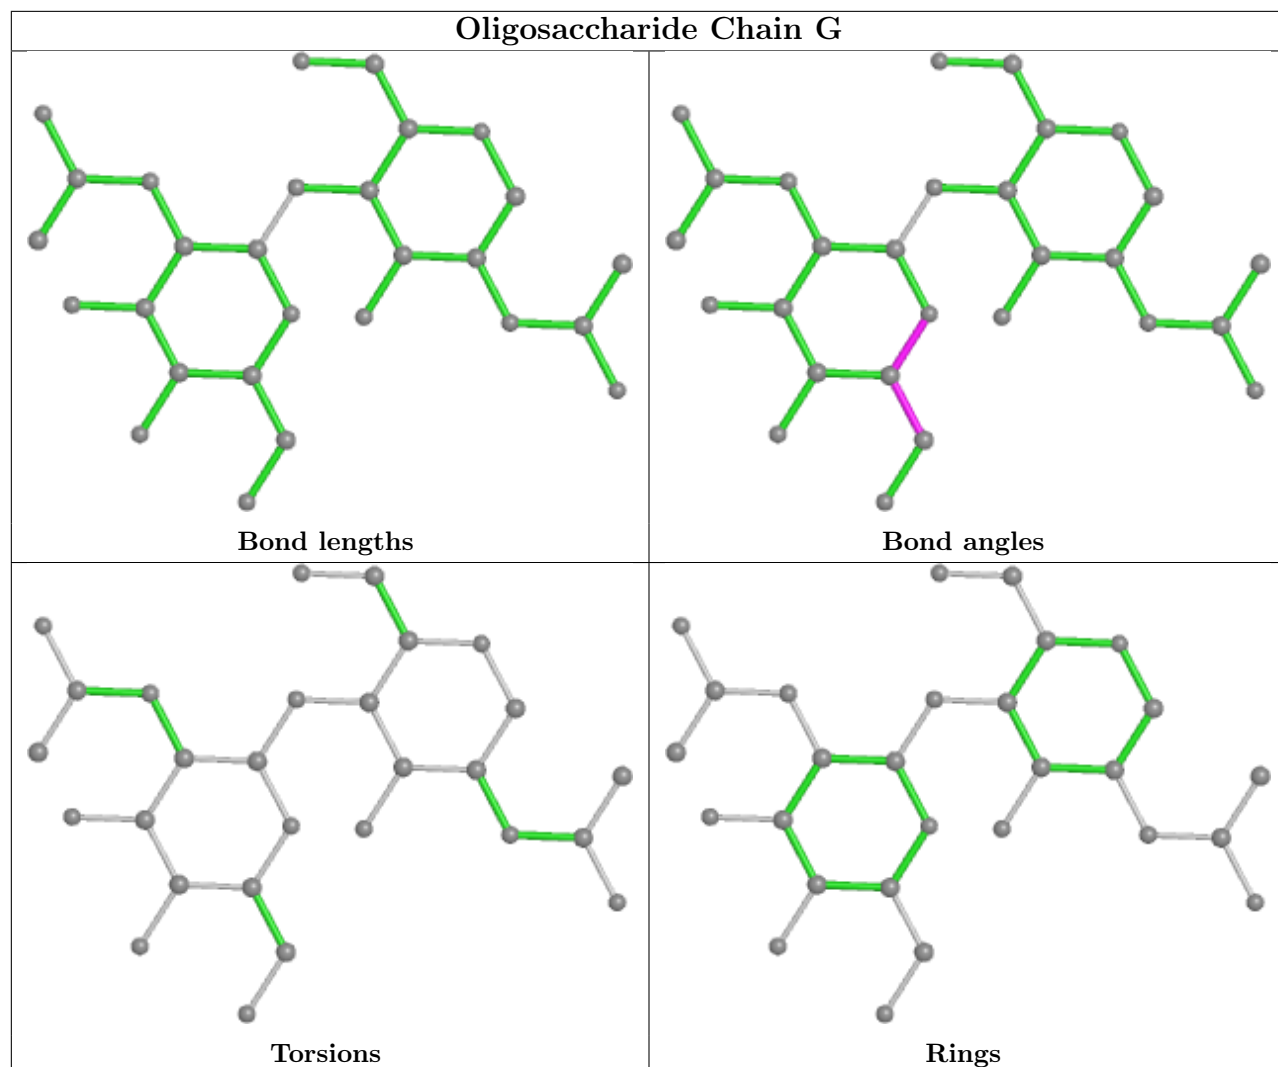 Oligosaccharide Chain G
Bond lengths
Bond angles
Torsions
Rings